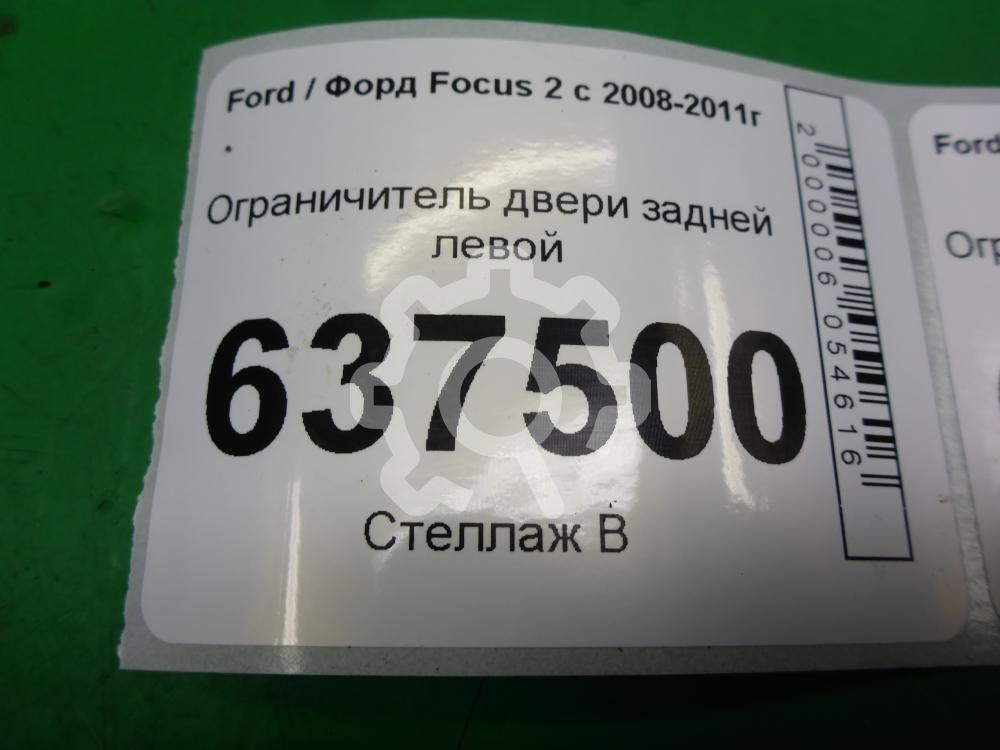 Ford / Форд Focus 2 с 2008-2011г
.
Ограничитель двери задней
левой
637500
Стеллаж В
2000006054616
Ford
Огр